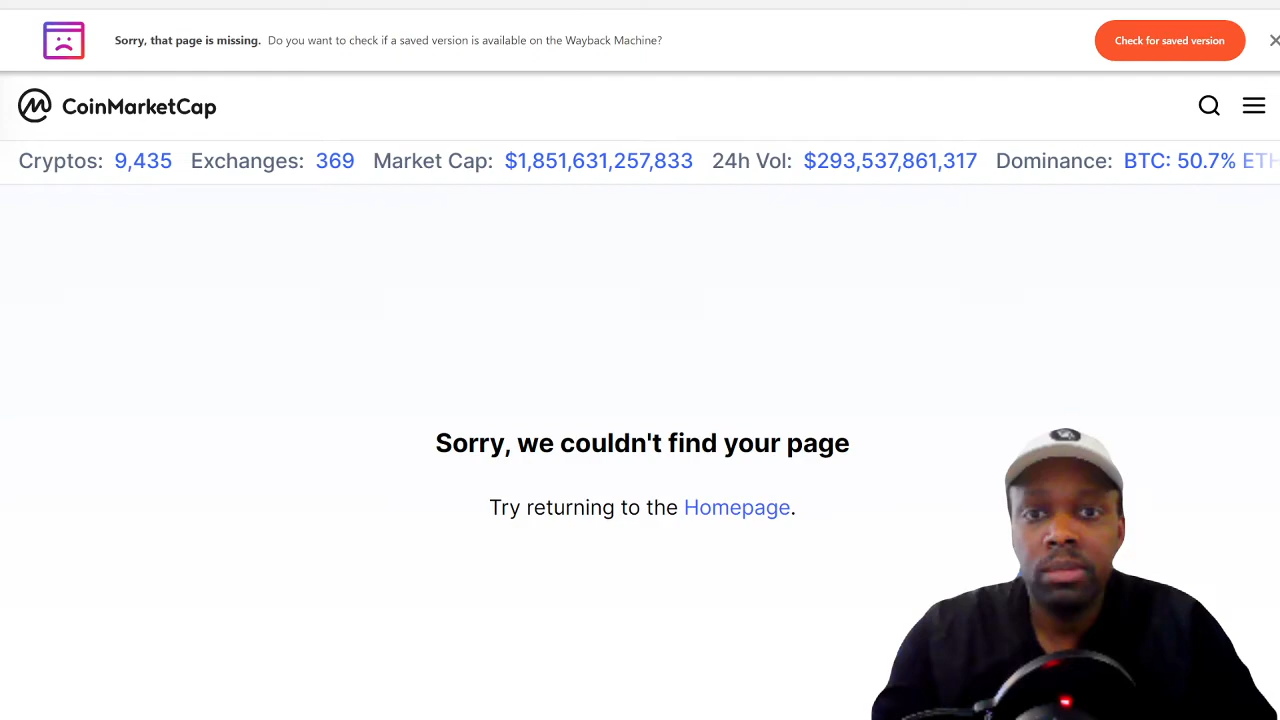 Sorry, that page is missing. Do you want to check if a saved version is available on the Wayback Machine?
Check for saved version
CoinMarketCap
Cryptos: 9,435 Exchanges: 369 Market Cap: $1,851,631,257,833 24h Vol: $293,537,861,317 Dominance: BTC: 50.7% ETH
Sorry, we couldn't find your page
Try returning to the Homepage.